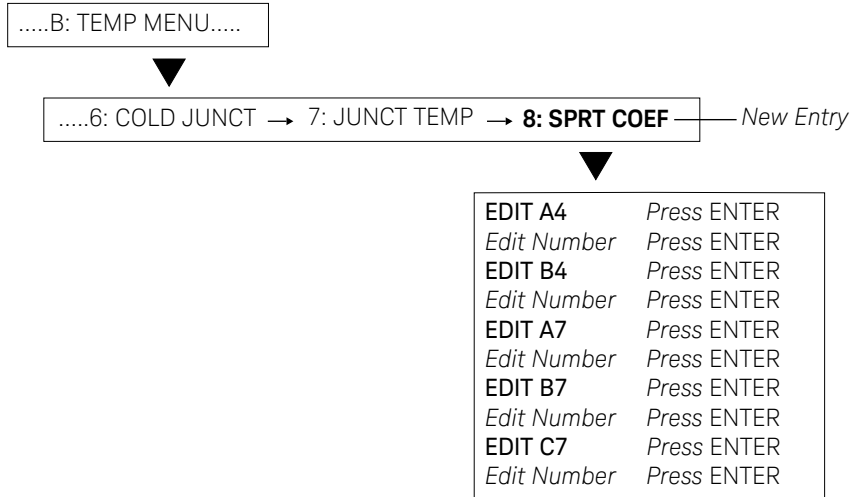 .....B: TEMP MENU.....
.....6: COLD JUNCT → 7: JUNCT TEMP → 8: SPRT COEF New Entry
EDIT A4 Press ENTER
Edit Number Press ENTER
EDIT B4 Press ENTER
Edit Number Press ENTER
EDIT A7 Press ENTER
Edit Number Press ENTER
EDIT B7 Press ENTER
Edit Number Press ENTER
EDIT C7 Press ENTER
Edit Number Press ENTER